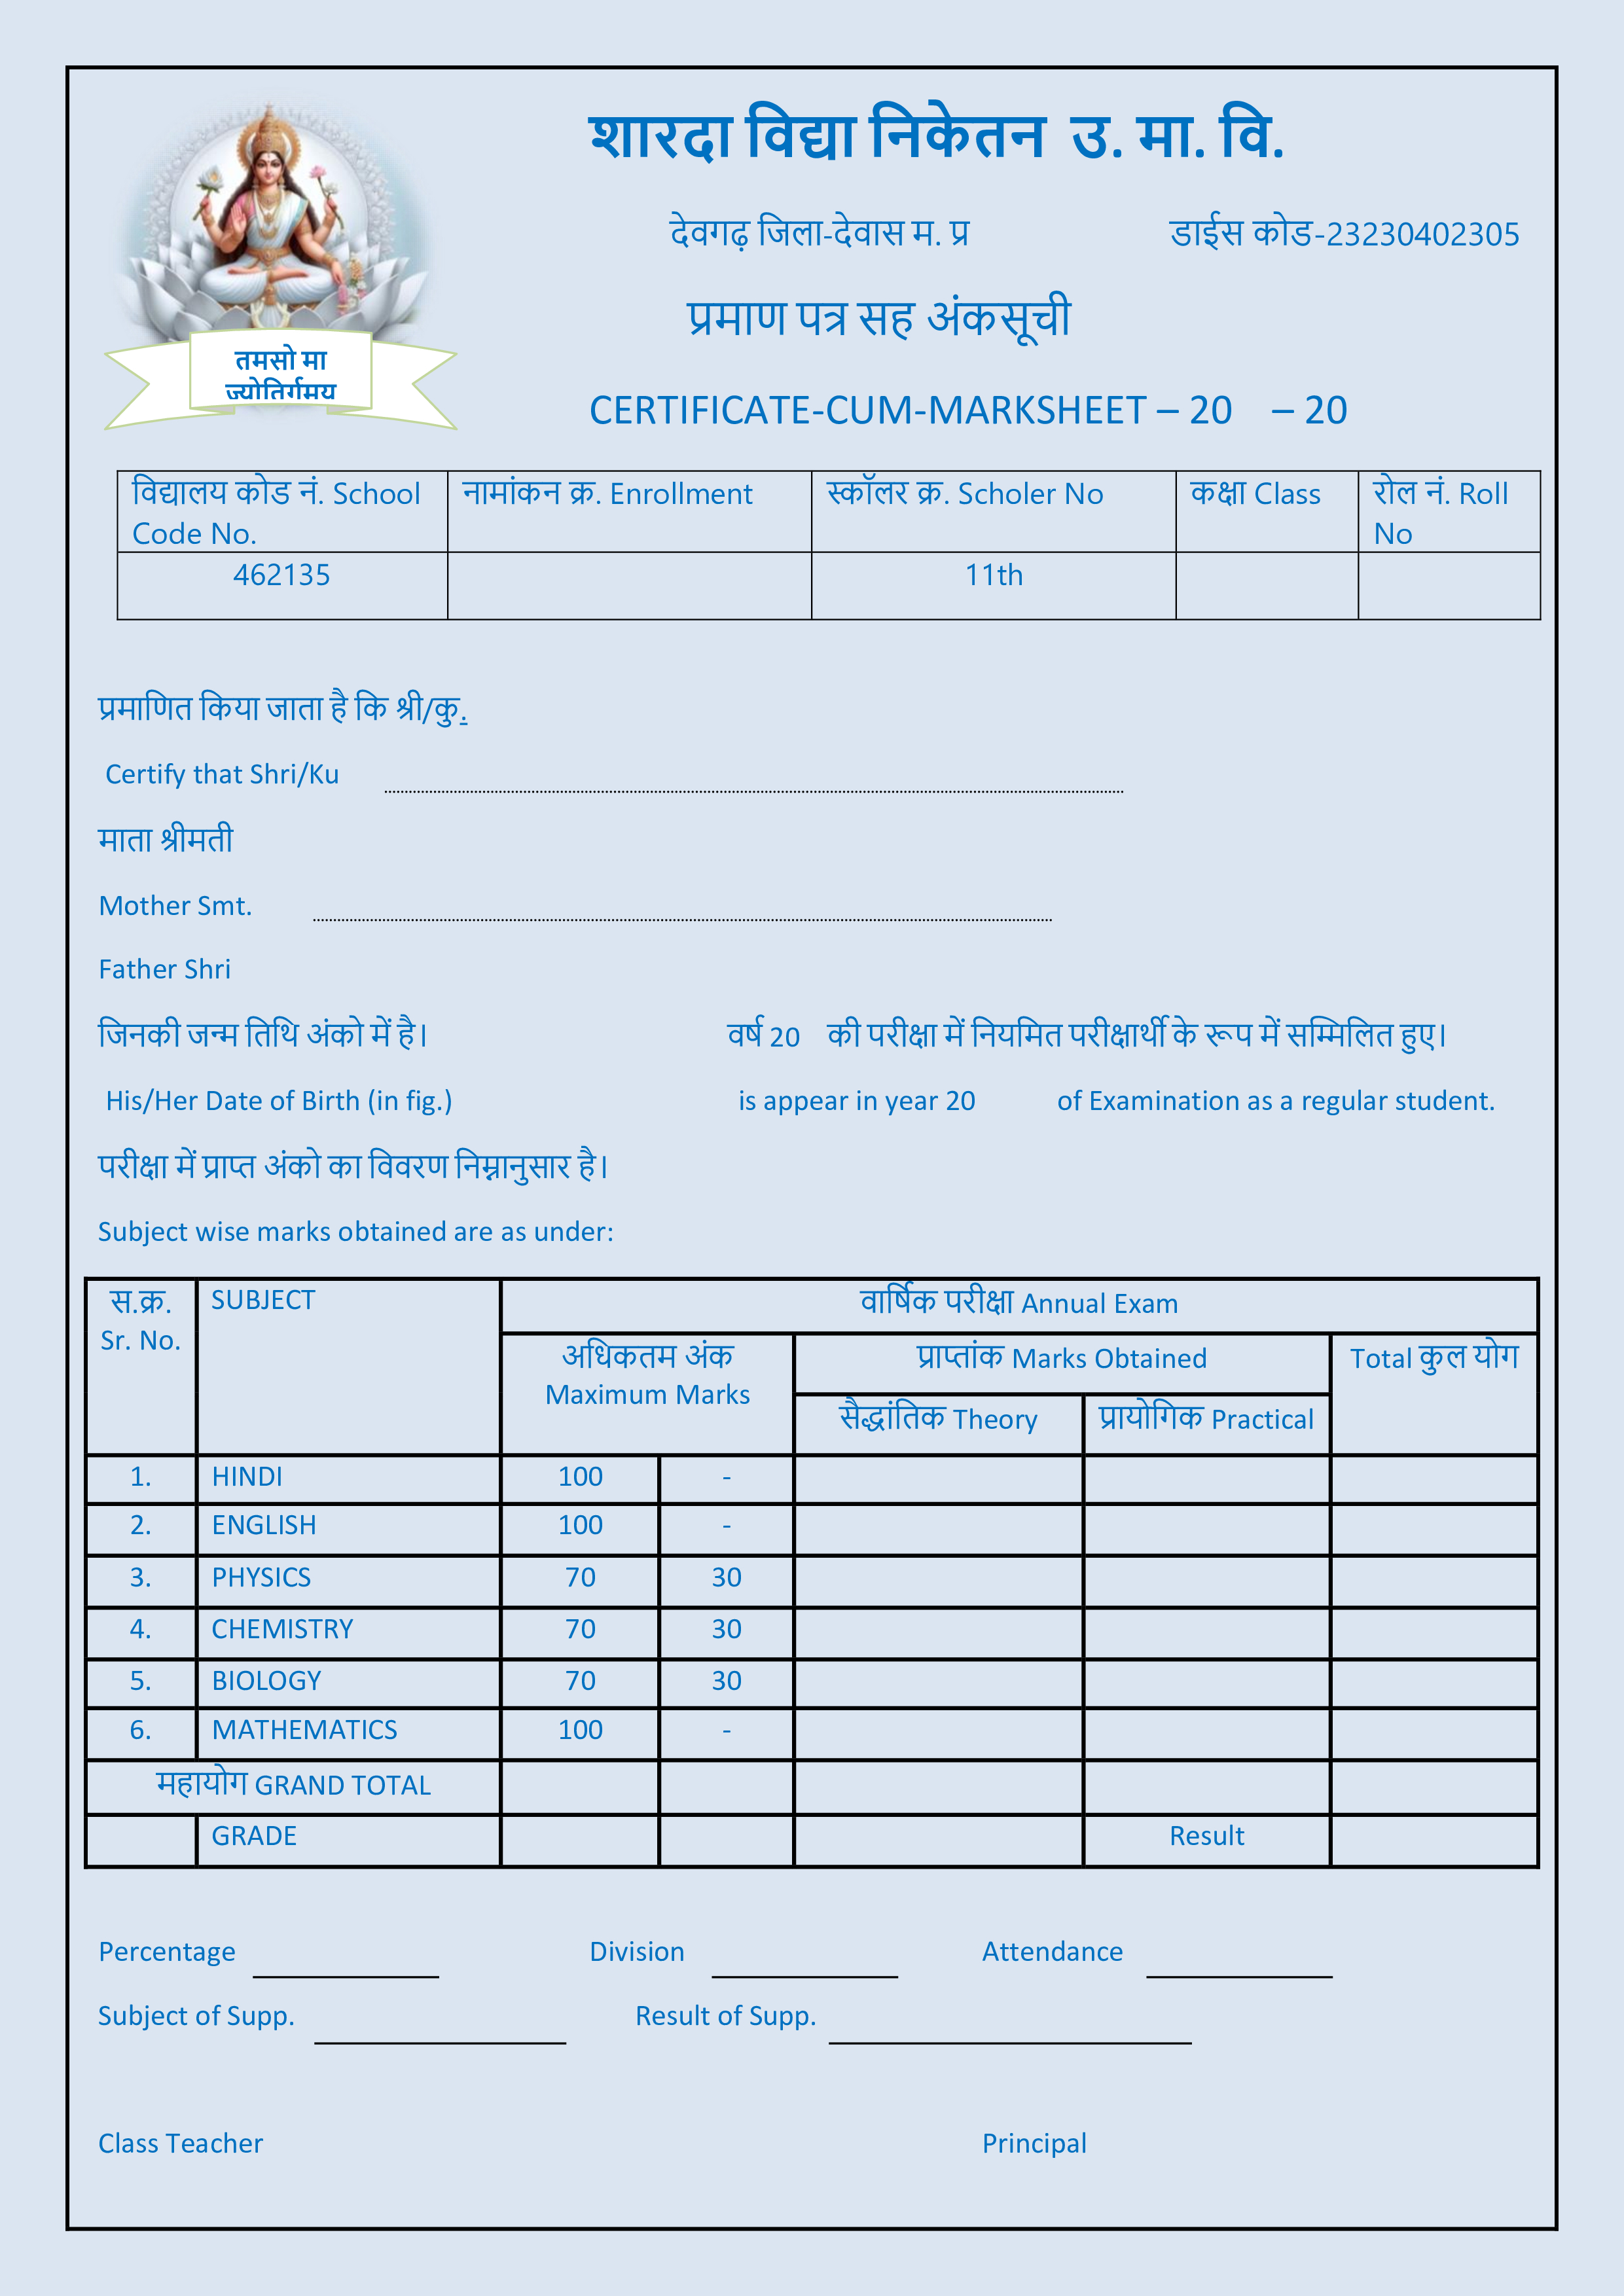 शारदा विद्या निकेतन उ. मा. वि.
देवगढ़ जिला-देवास म. प्र डाईस कोड-23230402305
प्रमाण पत्र सह अंकसूची
तमसो मा
ज्योतिर्गमय
CERTIFICATE-CUM-MARKSHEET – 20 – 20
विद्यालय कोड नं. School Code No. नामांकन क्र. Enrollment स्कॉलर क्र. Scholer No कक्षा Class रोल नं. Roll No
462135 11th
प्रमाणित किया जाता है कि श्री/कु.
Certify that Shri/Ku
माता श्रीमती
Mother Smt.
Father Shri
जिनकी जन्म तिथि अंको में है। वर्ष 20 की परीक्षा में नियमित परीक्षार्थी के रूप में सम्मिलित हुए।
His/Her Date of Birth (in fig.) is appear in year 20 of Examination as a regular student.
परीक्षा में प्राप्त अंको का विवरण निम्नानुसार है।
Subject wise marks obtained are as under:
स.क्र. Sr. No. SUBJECT वार्षिक परीक्षा Annual Exam
अधिकतम अंक Maximum Marks प्राप्तांक Marks Obtained Total कुल योग
सैद्धांतिक Theory प्रायोगिक Practical
1. HINDI 100 -
2. ENGLISH 100 -
3. PHYSICS 70 30
4. CHEMISTRY 70 30
5. BIOLOGY 70 30
6. MATHEMATICS 100 -
महायोग GRAND TOTAL
GRADE Result
Percentage Division Attendance
Subject of Supp. Result of Supp.
Class Teacher Principal